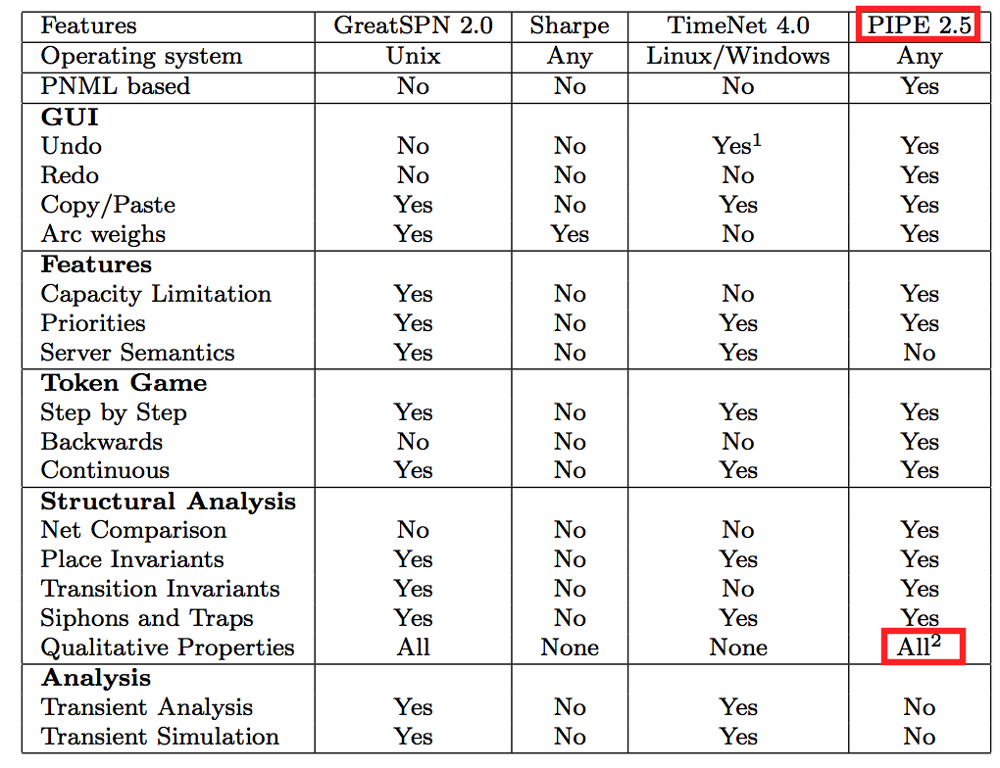 Features GreatSPN 2.0 Sharpe TimeNet 4.0 PIPE 2.5
Operating system Unix Any Linux/Windows Any
PNML based No No No Yes
GUI
Undo No No Yes¹ Yes
Redo No No No Yes
Copy/Paste Yes No Yes Yes
Arc weighs Yes Yes No Yes
Features
Capacity Limitation Yes No No Yes
Priorities Yes No Yes Yes
Server Semantics Yes No Yes No
Token Game
Step by Step Yes No Yes Yes
Backwards No No No Yes
Continuous Yes No Yes Yes
Structural Analysis
Net Comparison No No No Yes
Place Invariants Yes No Yes Yes
Transition Invariants Yes No No Yes
Siphons and Traps Yes No Yes Yes
Qualitative Properties All None None All²
Analysis
Transient Analysis Yes No Yes No
Transient Simulation Yes No Yes No